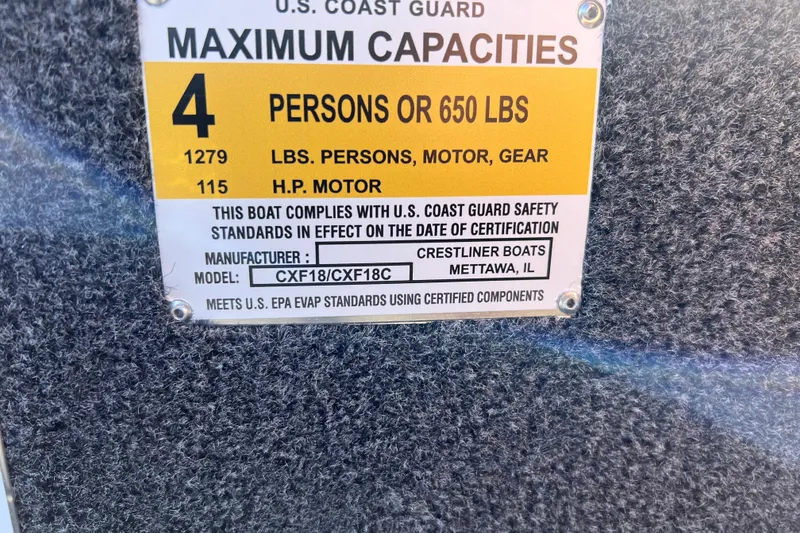 U.S. COAST GUARD
MAXIMUM CAPACITIES
4 PERSONS OR 650 LBS
1279 LBS. PERSONS, MOTOR, GEAR
115 H.P. MOTOR
THIS BOAT COMPLIES WITH U.S. COAST GUARD SAFETY
STANDARDS IN EFFECT ON THE DATE OF CERTIFICATION
MANUFACTURER : CRESTLINER BOATS
METTAWA, IL
MODEL: CXF18/CXF18C
MEETS U.S. EPA EVAP STANDARDS USING CERTIFIED COMPONENTS